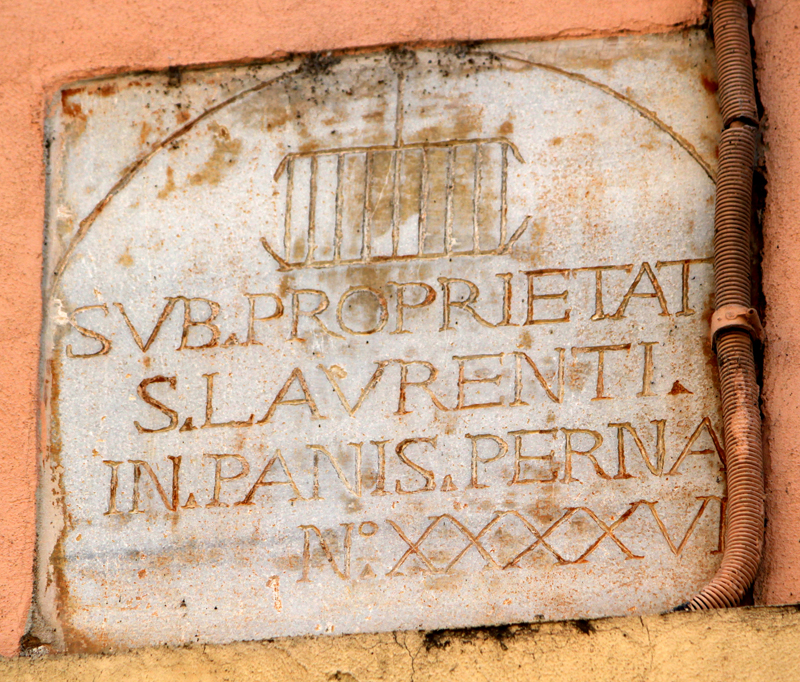 SVB.PROPRIETAT
S.LAVRENTI.
IN.PANIS.PERNA
N.º XXXXVI